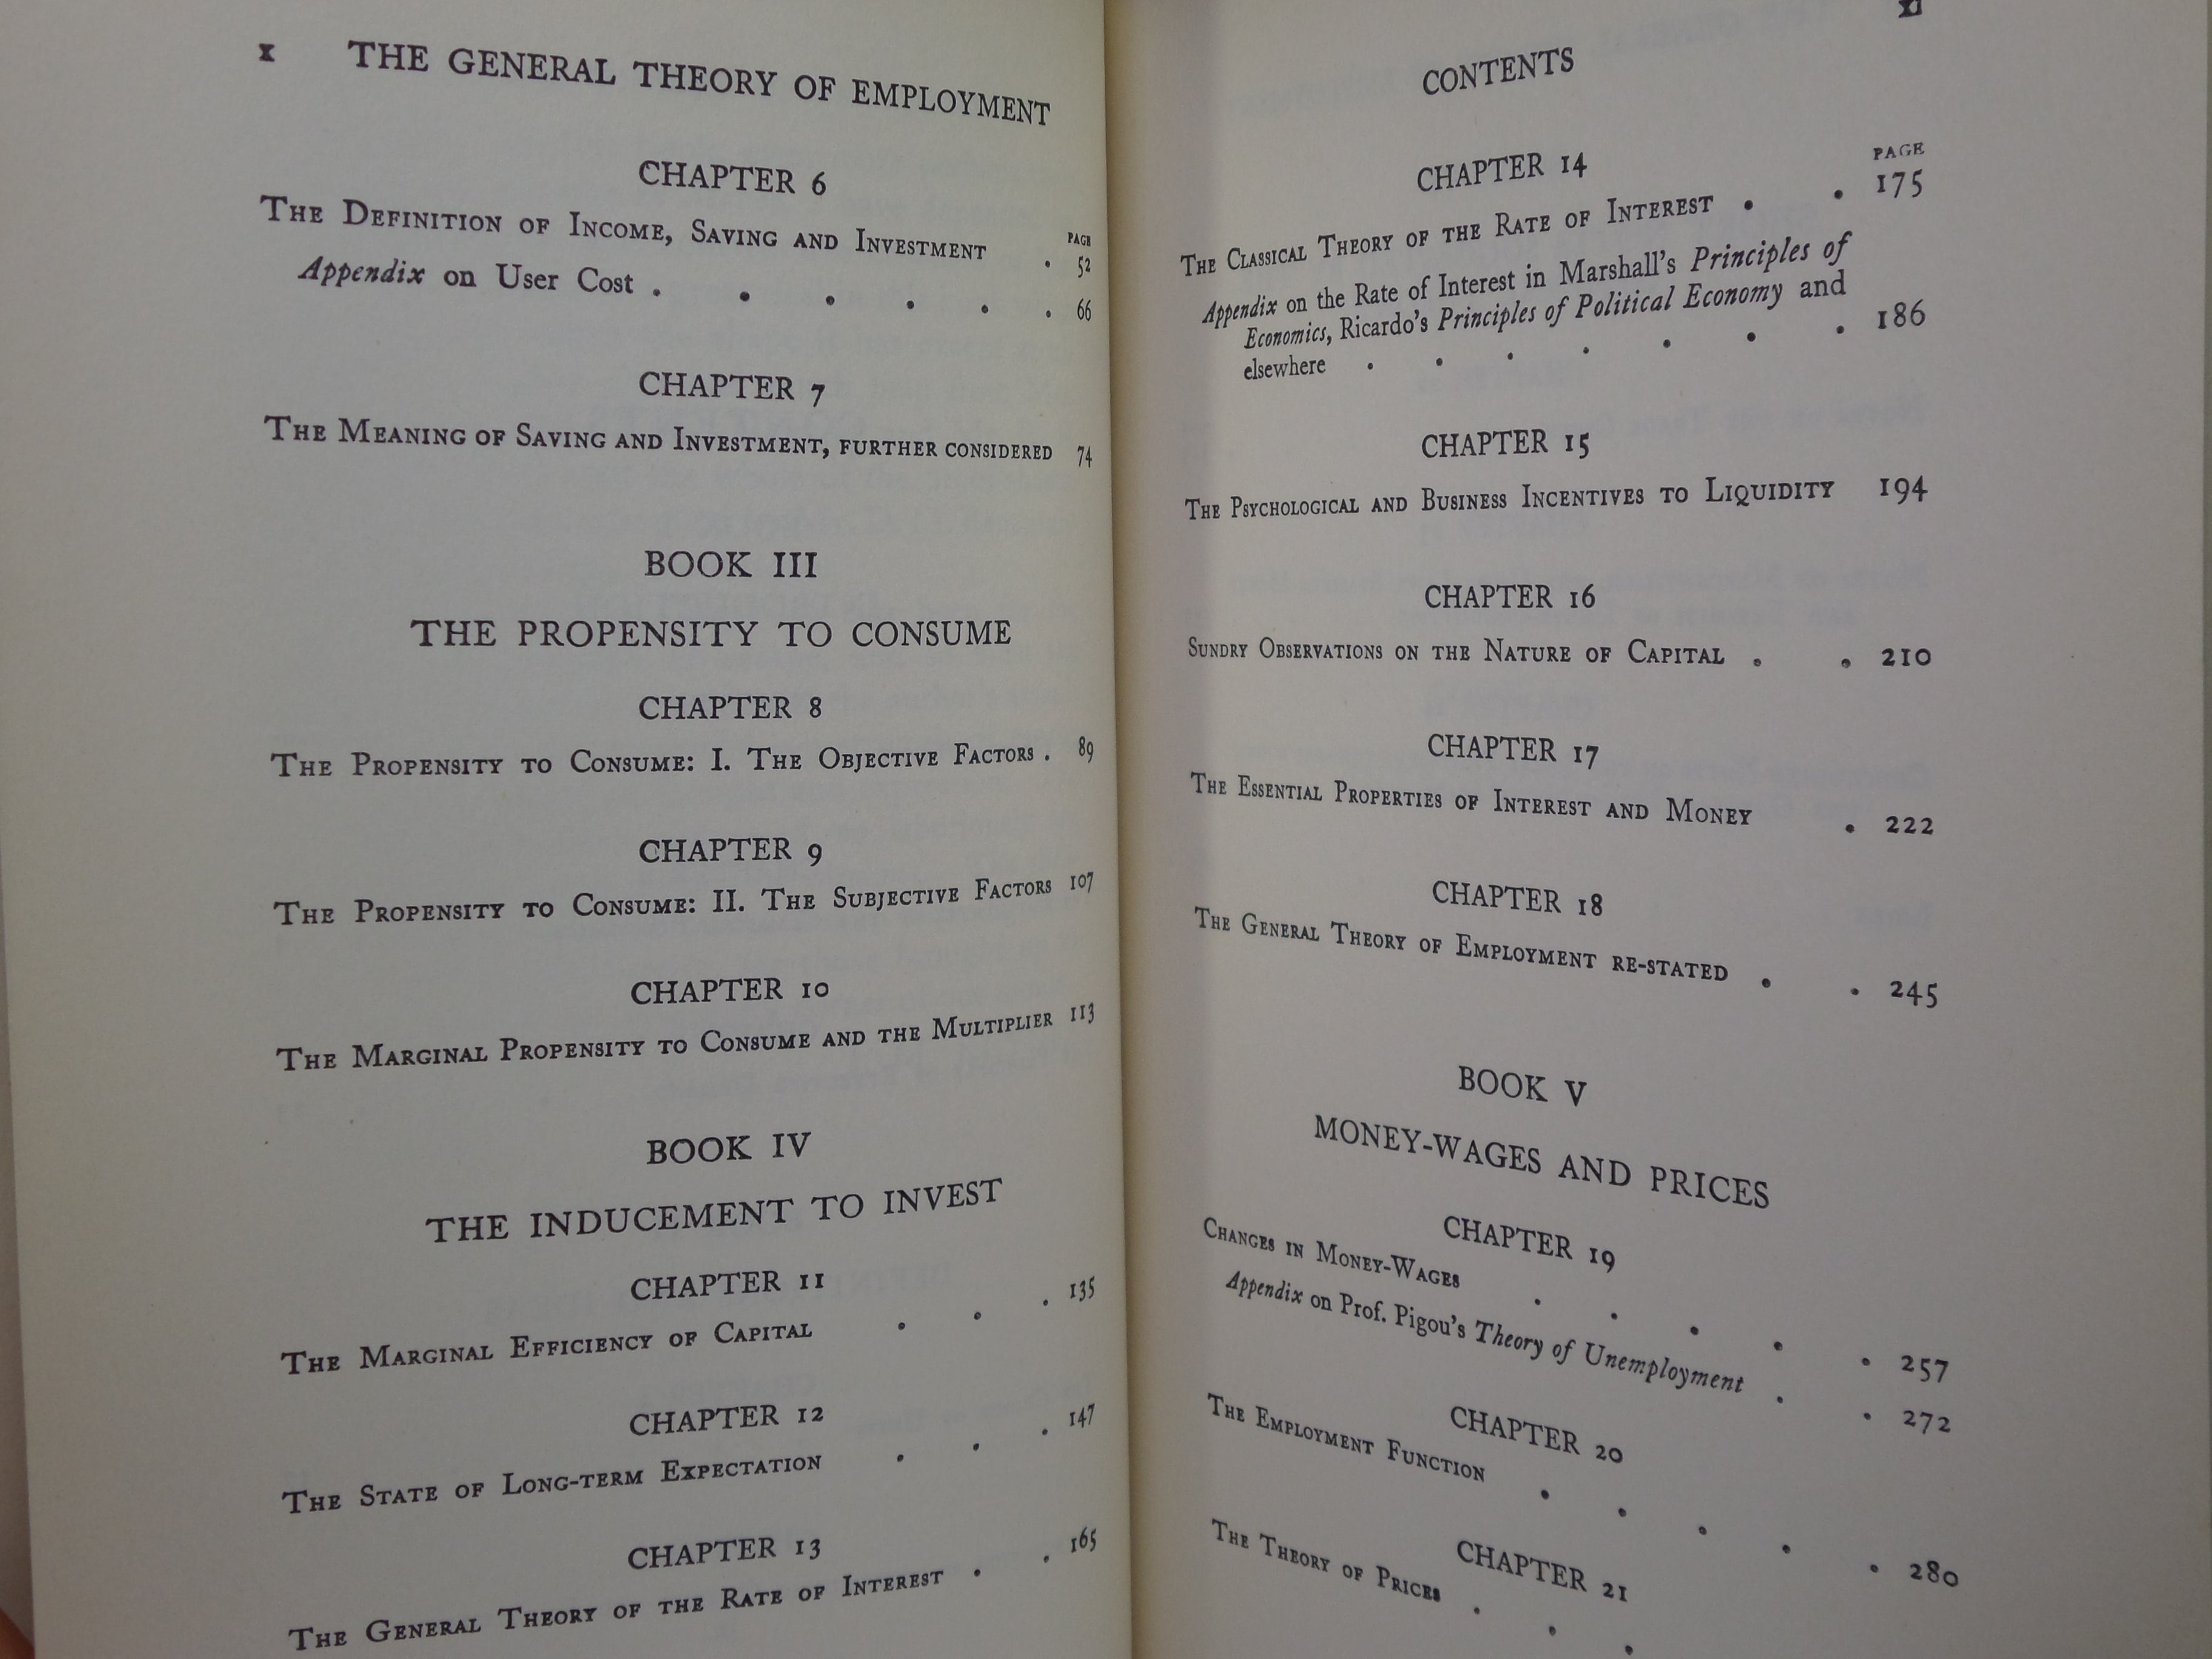 x THE GENERAL THEORY OF EMPLOYMENT
CHAPTER 6
PAGE
The Definition of Income, Saving and Investment . 52
Appendix on User Cost . . . . . . 66
CHAPTER 7
The Meaning of Saving and Investment, further considered 74
BOOK III
THE PROPENSITY TO CONSUME
CHAPTER 8
The Propensity to Consume: I. The Objective Factors . 89
CHAPTER 9
The Propensity to Consume: II. The Subjective Factors 107
CHAPTER 10
The Marginal Propensity to Consume and the Multiplier 113
BOOK IV
THE INDUCEMENT TO INVEST
CHAPTER 11
The Marginal Efficiency of Capital . . . 135
CHAPTER 12
The State of Long-term Expectation . . . 147
CHAPTER 13
The General Theory of the Rate of Interest . . 165
CONTENTS xi
CHAPTER 14
PAGE
The Classical Theory of the Rate of Interest . . 175
Appendix on the Rate of Interest in Marshall's Principles of
Economics, Ricardo's Principles of Political Economy and
elsewhere . . . . . . . 186
CHAPTER 15
The Psychological and Business Incentives to Liquidity 194
CHAPTER 16
Sundry Observations on the Nature of Capital . . 210
CHAPTER 17
The Essential Properties of Interest and Money . 222
CHAPTER 18
The General Theory of Employment re-stated . . 245
BOOK V
MONEY-WAGES AND PRICES
CHAPTER 19
Changes in Money-Wages . . . . . 257
Appendix on Prof. Pigou's Theory of Unemployment . . 272
CHAPTER 20
The Employment Function . . . . . 280
CHAPTER 21
The Theory of Prices . . .